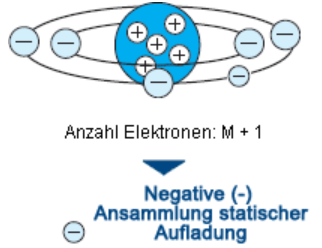 Anzahl Elektronen: M + 1
Negative (-)
Ansammlung statischer
Aufladung